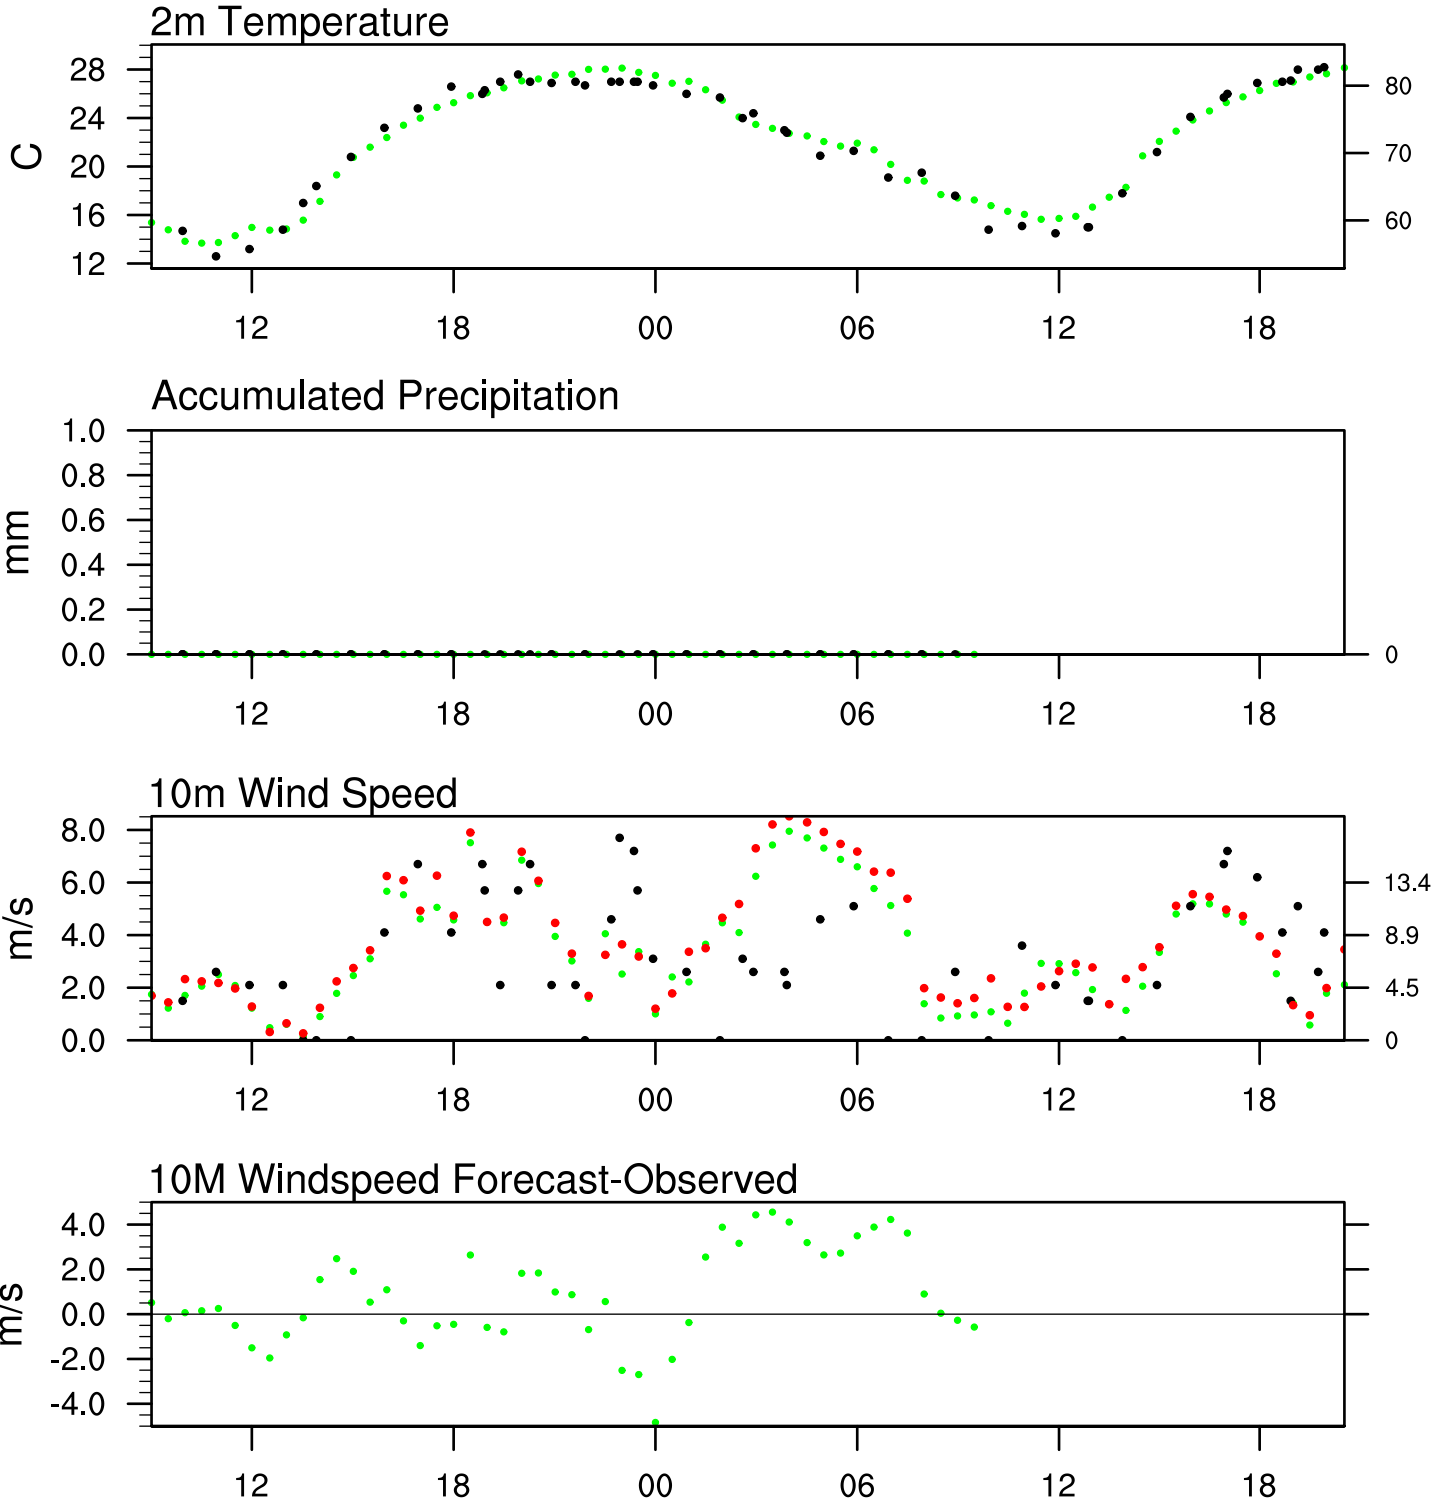 2m Temperature
28
24
20
16
12
C
80
70
60
12 18 00 06 12 18
Accumulated Precipitation
1.0
0.8
0.6
0.4
0.2
0.0
mm
0
12 18 00 06 12 18
10m Wind Speed
8.0
6.0
4.0
2.0
0.0
m/s
13.4
8.9
4.5
0
12 18 00 06 12 18
10M Windspeed Forecast-Observed
4.0
2.0
0.0
-2.0
-4.0
m/s
12 18 00 06 12 18